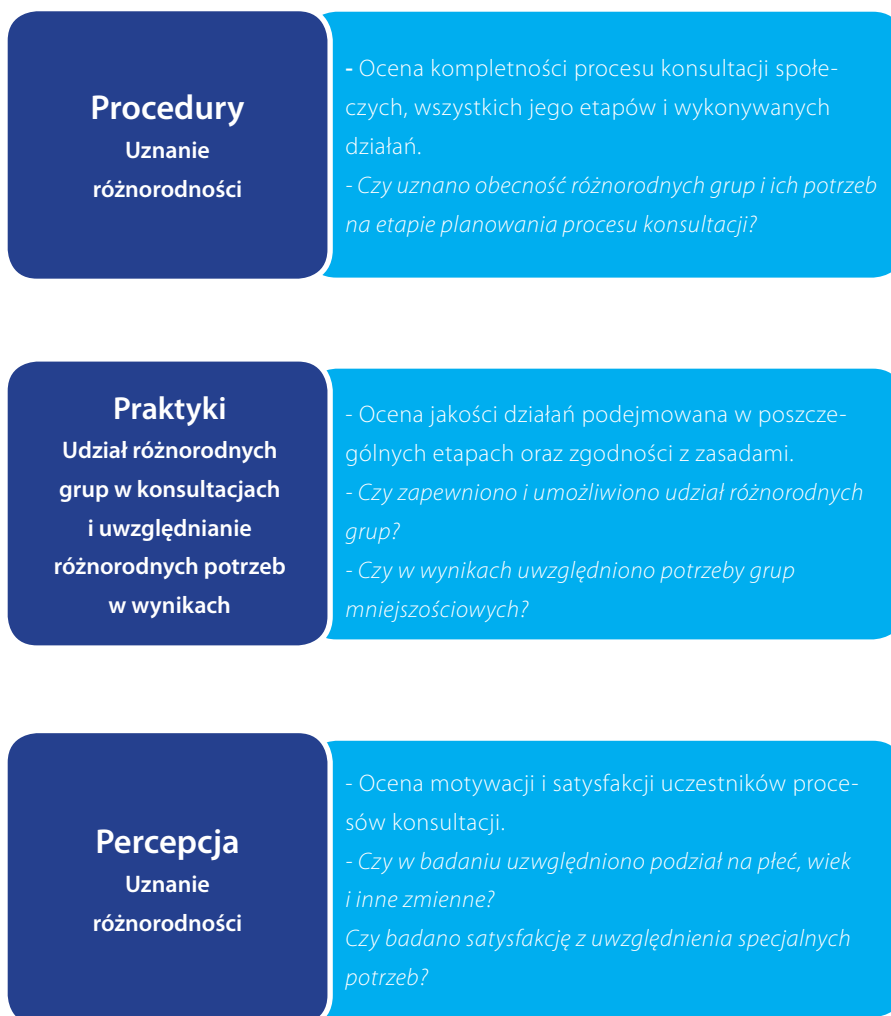 Procedury
Uznanie
różnorodności
- Ocena kompletności procesu konsultacji społe-
czych, wszystkich jego etapów i wykonywanych
działań.
- Czy uznano obecność różnorodnych grup i ich potrzeb
na etapie planowania procesu konsultacji?
Praktyki
Udział różnorodnych
grup w konsultacjach
i uwzględnianie
różnorodnych potrzeb
w wynikach
- Ocena jakości działań podejmowana w poszcze-
gólnych etapach oraz zgodności z zasadami.
- Czy zapewniono i umożliwiono udział różnorodnych
grup?
- Czy w wynikach uwzględniono potrzeby grup
mniejszościowych?
Percepcja
Uznanie
różnorodności
- Ocena motywacji i satysfakcji uczestników proce-
sów konsultacji.
- Czy w badaniu uzwględniono podział na płeć, wiek
i inne zmienne?
Czy badano satysfakcję z uwzględnienia specjalnych
potrzeb?